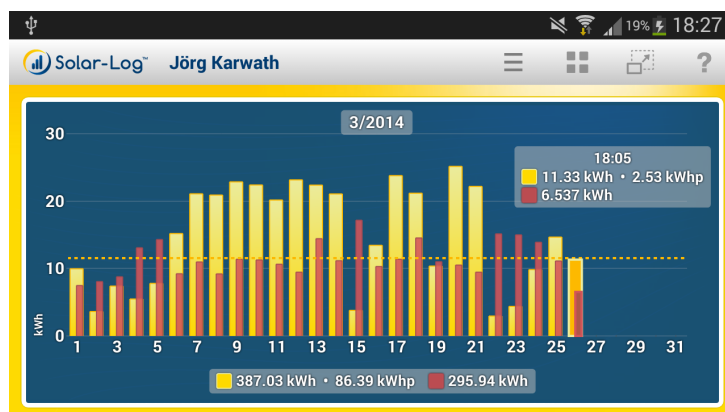 19% 18:27
Solar-Log™ Jörg Karwath ?
3/2014
30
20
10
0
kWh
18:05
11.33 kWh • 2.53 kWhp
6.537 kWh
1 3 5 7 9 11 13 15 17 19 21 23 25 27 29 31
387.03 kWh • 86.39 kWhp 295.94 kWh